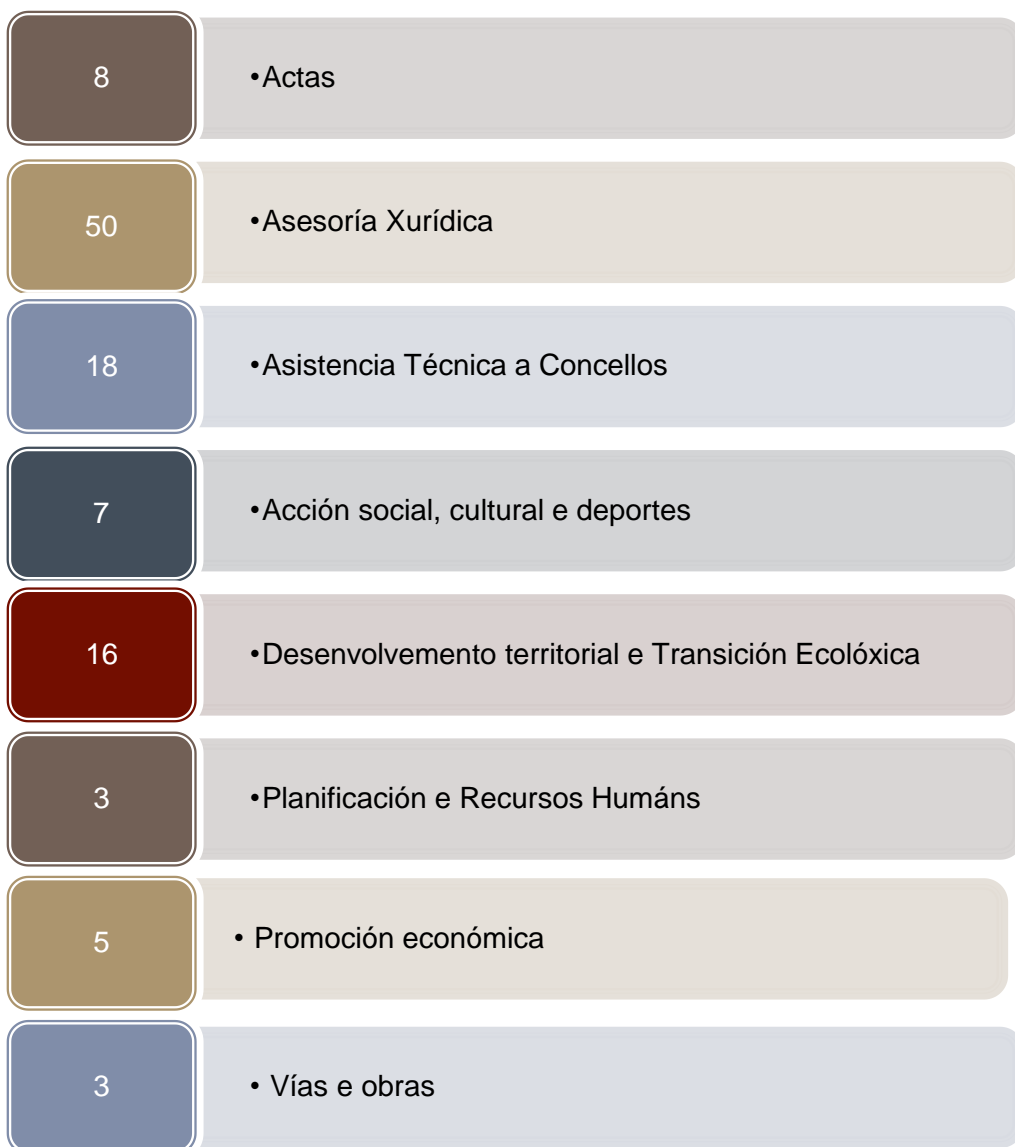 8 •Actas
50 •Asesoría Xurídica
18 •Asistencia Técnica a Concellos
7 •Acción social, cultural e deportes
16 •Desenvolvemento territorial e Transición Ecolóxica
3 •Planificación e Recursos Humáns
5 • Promoción económica
3 • Vías e obras